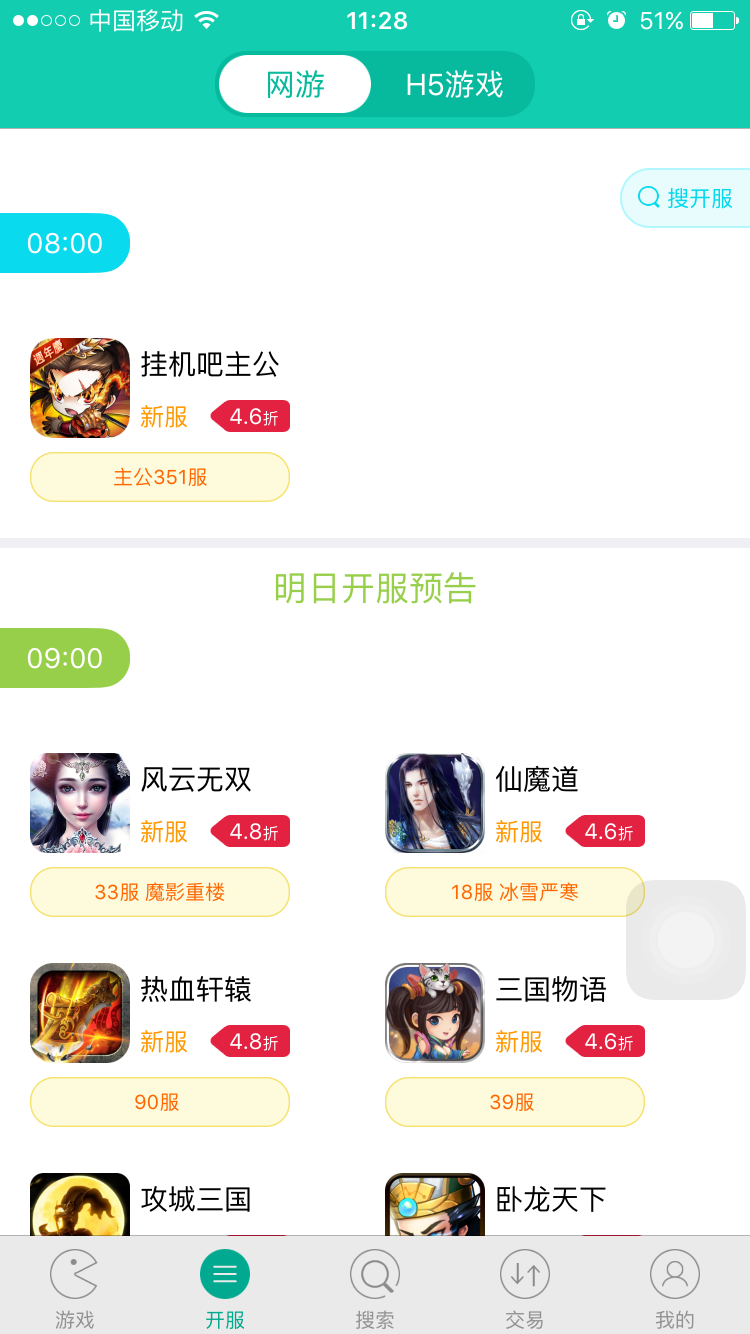 中国移动 11:28 51%
网游 H5游戏
搜开服
08:00
週年慶
挂机吧主公
新服 4.6折
主公351服
明日开服预告
09:00
风云无双
新服 4.8折
33服 魔影重楼
仙魔道
新服 4.6折
18服 冰雪严寒
热血轩辕
新服 4.8折
90服
三国物语
新服 4.6折
39服
攻城三国
卧龙天下
游戏 开服 搜索 交易 我的